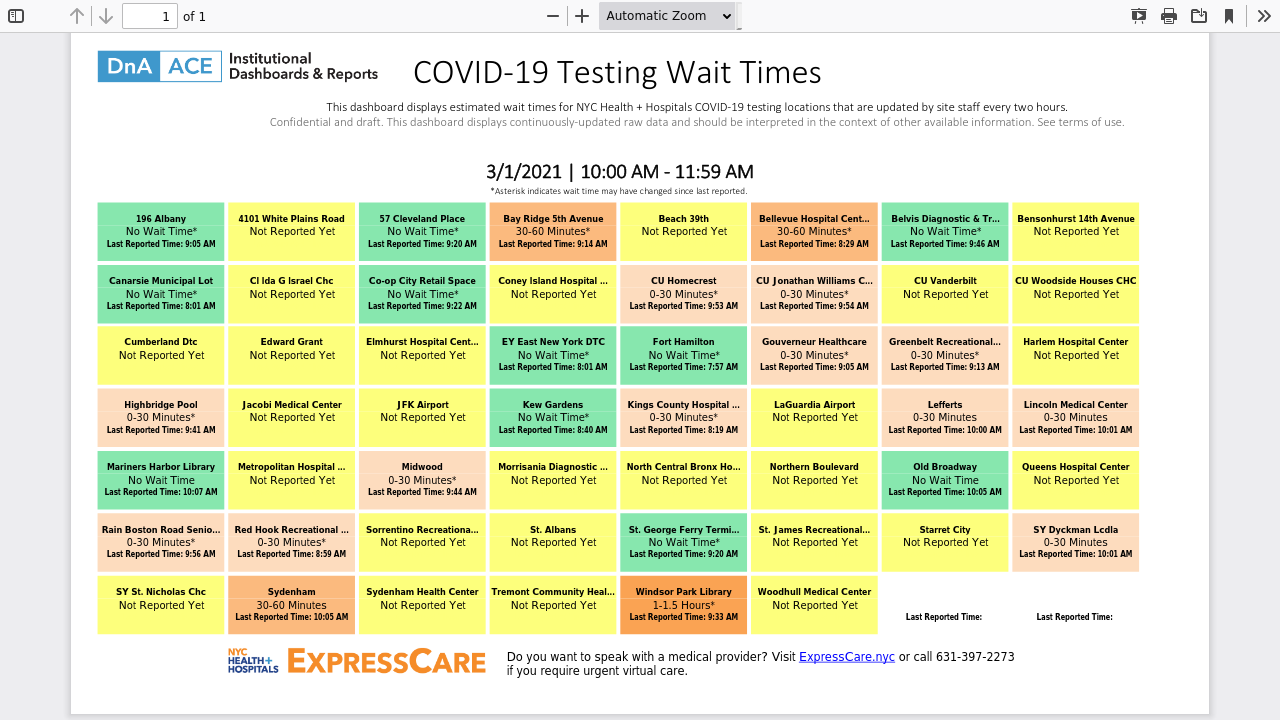 1 of 1 Automatic Zoom
DnA ACE Institutional
Dashboards & Reports
COVID-19 Testing Wait Times
This dashboard displays estimated wait times for NYC Health + Hospitals COVID-19 testing locations that are updated by site staff every two hours.
Confidential and draft. This dashboard displays continuously-updated raw data and should be interpreted in the context of other available information. See terms of use.
3/1/2021 | 10:00 AM - 11:59 AM
*Asterisk indicates wait time may have changed since last reported.
196 Albany
No Wait Time*
Last Reported Time: 9:05 AM
4101 White Plains Road
Not Reported Yet
57 Cleveland Place
No Wait Time*
Last Reported Time: 9:20 AM
Bay Ridge 5th Avenue
30-60 Minutes*
Last Reported Time: 9:14 AM
Beach 39th
Not Reported Yet
Bellevue Hospital Cent...
30-60 Minutes*
Last Reported Time: 8:29 AM
Belvis Diagnostic & Tr...
No Wait Time*
Last Reported Time: 9:46 AM
Bensonhurst 14th Avenue
Not Reported Yet
Canarsie Municipal Lot
No Wait Time*
Last Reported Time: 8:01 AM
Cl Ida G Israel Chc
Not Reported Yet
Co-op City Retail Space
No Wait Time*
Last Reported Time: 9:22 AM
Coney Island Hospital ...
Not Reported Yet
CU Homecrest
0-30 Minutes*
Last Reported Time: 9:53 AM
CU Jonathan Williams C...
0-30 Minutes*
Last Reported Time: 9:54 AM
CU Vanderbilt
Not Reported Yet
CU Woodside Houses CHC
Not Reported Yet
Cumberland Dtc
Not Reported Yet
Edward Grant
Not Reported Yet
Elmhurst Hospital Cent...
Not Reported Yet
EY East New York DTC
No Wait Time*
Last Reported Time: 8:01 AM
Fort Hamilton
No Wait Time*
Last Reported Time: 7:57 AM
Gouverneur Healthcare
0-30 Minutes*
Last Reported Time: 9:05 AM
Greenbelt Recreational...
0-30 Minutes*
Last Reported Time: 9:13 AM
Harlem Hospital Center
Not Reported Yet
Highbridge Pool
0-30 Minutes*
Last Reported Time: 9:41 AM
Jacobi Medical Center
Not Reported Yet
JFK Airport
Not Reported Yet
Kew Gardens
No Wait Time*
Last Reported Time: 8:40 AM
Kings County Hospital ...
0-30 Minutes*
Last Reported Time: 8:19 AM
LaGuardia Airport
Not Reported Yet
Lefferts
0-30 Minutes
Last Reported Time: 10:00 AM
Lincoln Medical Center
0-30 Minutes
Last Reported Time: 10:01 AM
Mariners Harbor Library
No Wait Time
Last Reported Time: 10:07 AM
Metropolitan Hospital ...
Not Reported Yet
Midwood
0-30 Minutes*
Last Reported Time: 9:44 AM
Morrisania Diagnostic ...
Not Reported Yet
North Central Bronx Ho...
Not Reported Yet
Northern Boulevard
Not Reported Yet
Old Broadway
No Wait Time
Last Reported Time: 10:05 AM
Queens Hospital Center
Not Reported Yet
Rain Boston Road Senio...
0-30 Minutes*
Last Reported Time: 9:56 AM
Red Hook Recreational ...
0-30 Minutes*
Last Reported Time: 8:59 AM
Sorrentino Recreationa...
Not Reported Yet
St. Albans
Not Reported Yet
St. George Ferry Termi...
No Wait Time*
Last Reported Time: 9:20 AM
St. James Recreational...
Not Reported Yet
Starret City
Not Reported Yet
SY Dyckman Lcdla
0-30 Minutes
Last Reported Time: 10:01 AM
SY St. Nicholas Chc
Not Reported Yet
Sydenham
30-60 Minutes
Last Reported Time: 10:05 AM
Sydenham Health Center
Not Reported Yet
Tremont Community Heal...
Not Reported Yet
Windsor Park Library
1-1.5 Hours*
Last Reported Time: 9:33 AM
Woodhull Medical Center
Not Reported Yet
Last Reported Time:
Last Reported Time:
NYC
HEALTH+
HOSPITALS
EXPRESSCARE
Do you want to speak with a medical provider? Visit ExpressCare.nyc or call 631-397-2273
if you require urgent virtual care.